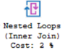 Nested Loops
(Inner Join)
Cost: 2 %